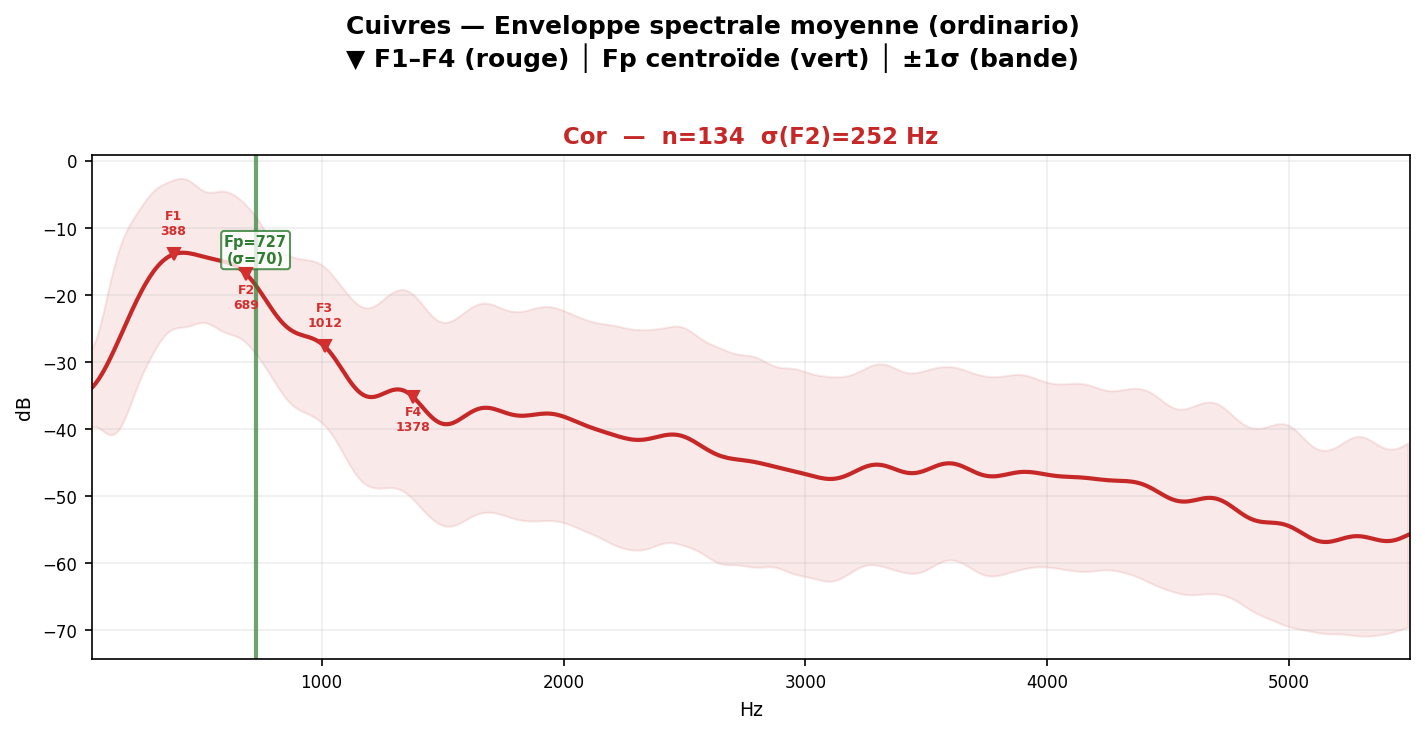 Cuivres — Enveloppe spectrale moyenne (ordinario)
▼ F1–F4 (rouge) │ Fp centroïde (vert) │ ±1σ (bande)
Cor — n=134 σ(F2)=252 Hz
0
−10
−20
−30
−40
−50
−60
−70
dB
F1
388
Fp=727
(σ=70)
F2
689
F3
1012
F4
1378
1000
2000
3000
4000
5000
Hz